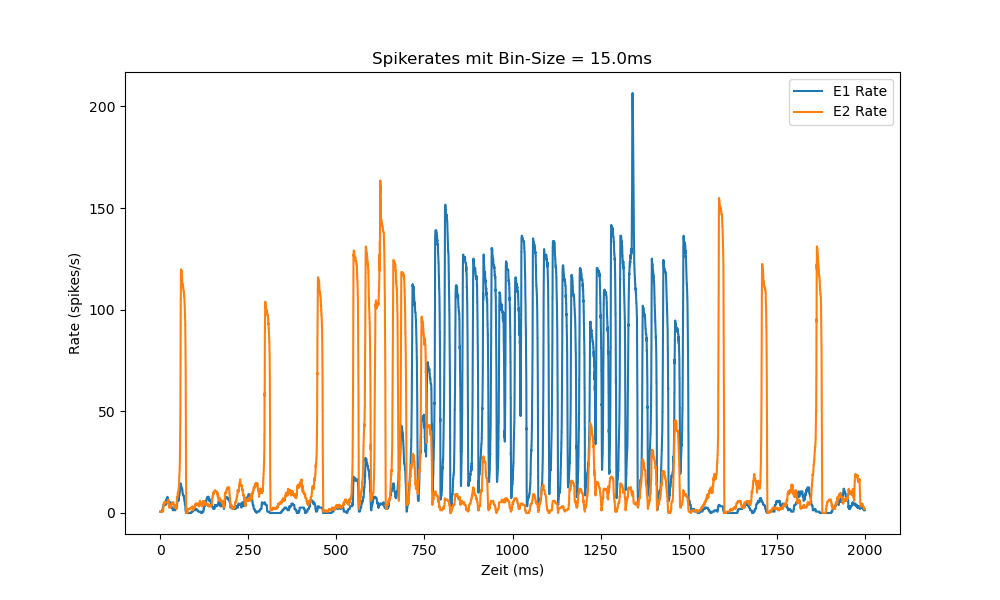 Spikerates mit Bin-Size = 15.0ms
E1 Rate
E2 Rate
Rate (spikes/s)
200
150
100
50
0
0 250 500 750 1000 1250 1500 1750 2000
Zeit (ms)